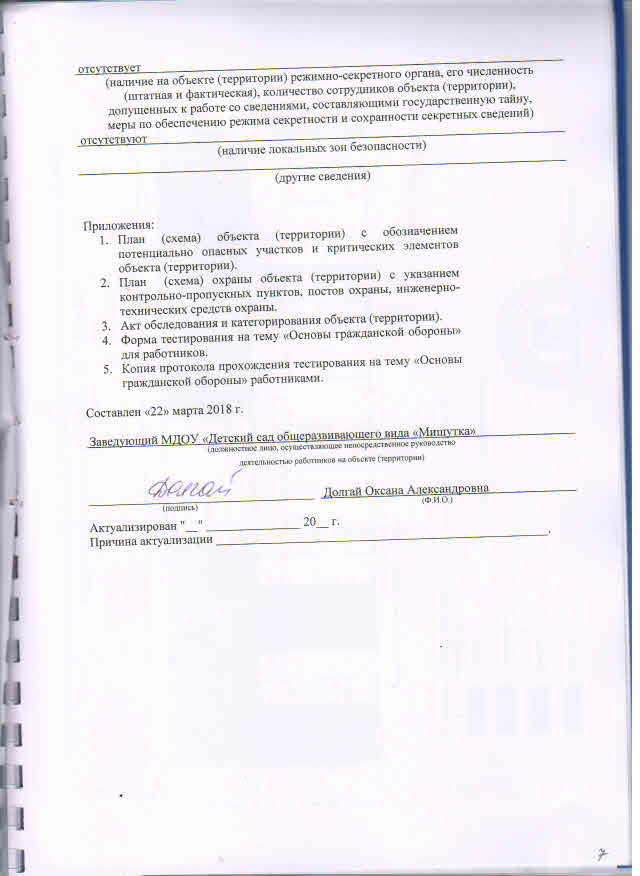 отсутствует
(наличие на объекте (территории) режимно-секретного органа, его численность
(штатная и фактическая), количество сотрудников объекта (территории),
допущенных к работе со сведениями, составляющими государственную тайну,
меры по обеспечению режима секретности и сохранности секретных сведений)
отсутствуют
(наличие локальных зон безопасности)
(другие сведения)
Приложения:
1. План (схема) объекта (территории) с обозначением
потенциально опасных участков и критических элементов
объекта (территории).
2. План (схема) охраны объекта (территории) с указанием
контрольно-пропускных пунктов, постов охраны, инженерно-
технических средств охраны.
3. Акт обследования и категорирования объекта (территории).
4. Форма тестирования на тему «Основы гражданской обороны»
для работников.
5. Копия протокола прохождения тестирования на тему «Основы
гражданской обороны» работниками.
Составлен «22» марта 2018 г.
Заведующий МДОУ «Детский сад общеразвивающего вида «Мишутка»
(должностное лицо, осуществляющее непосредственное руководство
деятельностью работников на объекте (территории)
Долгай Долгай Оксана Александровна
(подпись) (Ф.И.О.)
Актуализирован "__" _______________ 20__ г.
Причина актуализации ______________________.
7